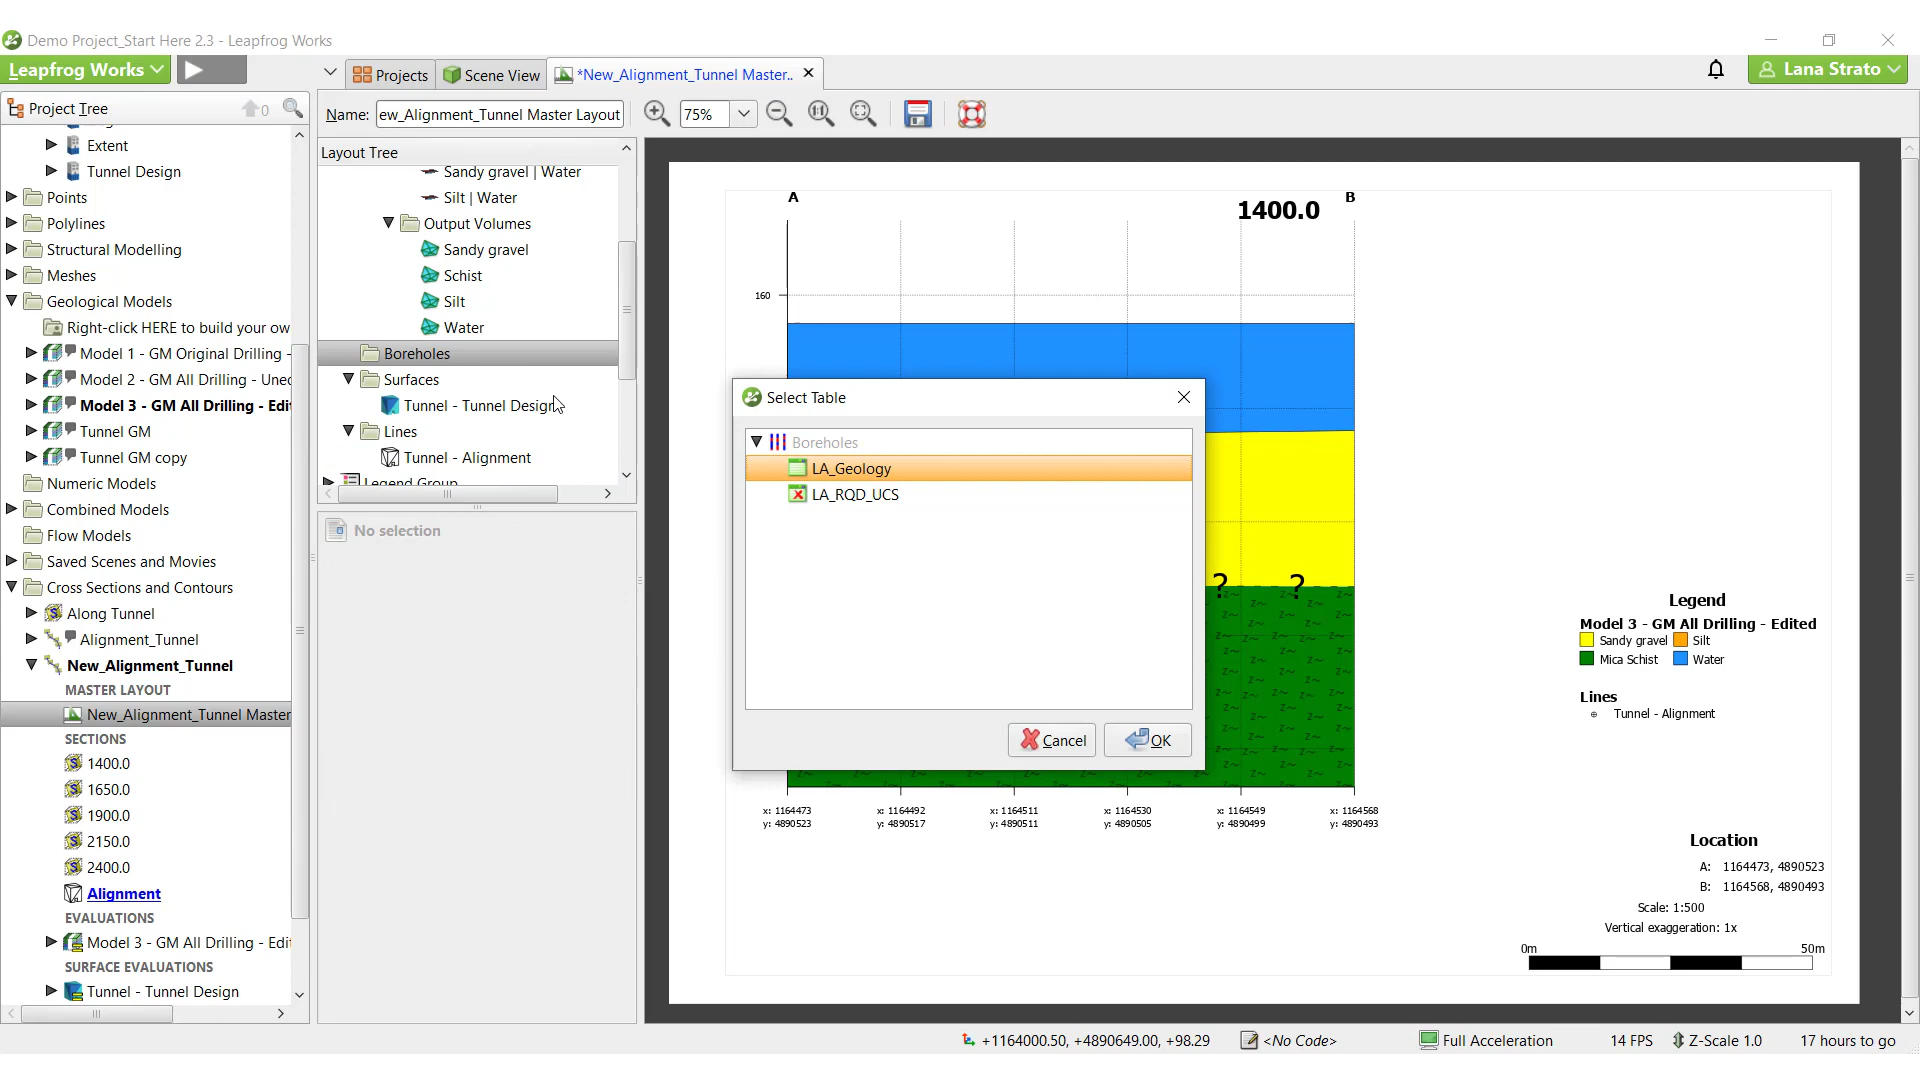 Demo Project_Start Here 2.3 - Leapfrog Works
Leapfrog Works
Projects
Scene View
*New_Alignment_Tunnel Master..
Lana Strato
Project Tree
0
Name: ew_Alignment_Tunnel Master Layout
75%
Extent
Tunnel Design
Points
Polylines
Structural Modelling
Meshes
Geological Models
Right-click HERE to build your ow
Model 1 - GM Original Drilling -
Model 2 - GM All Drilling - Uned
Model 3 - GM All Drilling - Edit
Tunnel GM
Tunnel GM copy
Numeric Models
Combined Models
Flow Models
Saved Scenes and Movies
Cross Sections and Contours
Along Tunnel
Alignment_Tunnel
New_Alignment_Tunnel
MASTER LAYOUT
New_Alignment_Tunnel Master
SECTIONS
1400.0
1650.0
1900.0
2150.0
2400.0
Alignment
EVALUATIONS
Model 3 - GM All Drilling - Edi
SURFACE EVALUATIONS
Tunnel - Tunnel Design
Layout Tree
Sandy gravel | Water
Silt | Water
Output Volumes
Sandy gravel
Schist
Silt
Water
Boreholes
Surfaces
Tunnel - Tunnel Design
Lines
Tunnel - Alignment
Legend Group
No selection
A
B
1400.0
160
Select Table
Boreholes
LA_Geology
LA_RQD_UCS
Cancel
OK
? ?
x: 1164473
y: 4890523
x: 1164492
y: 4890517
x: 1164511
y: 4890511
x: 1164530
y: 4890505
x: 1164549
y: 4890499
x: 1164568
y: 4890493
Legend
Model 3 - GM All Drilling - Edited
Sandy gravel Silt
Mica Schist Water
Lines
Tunnel - Alignment
Location
A: 1164473, 4890523
B: 1164568, 4890493
Scale: 1:500
Vertical exaggeration: 1x
0m 50m
+1164000.50, +4890649.00, +98.29
<No Code>
Full Acceleration
14 FPS
Z-Scale 1.0
17 hours to go